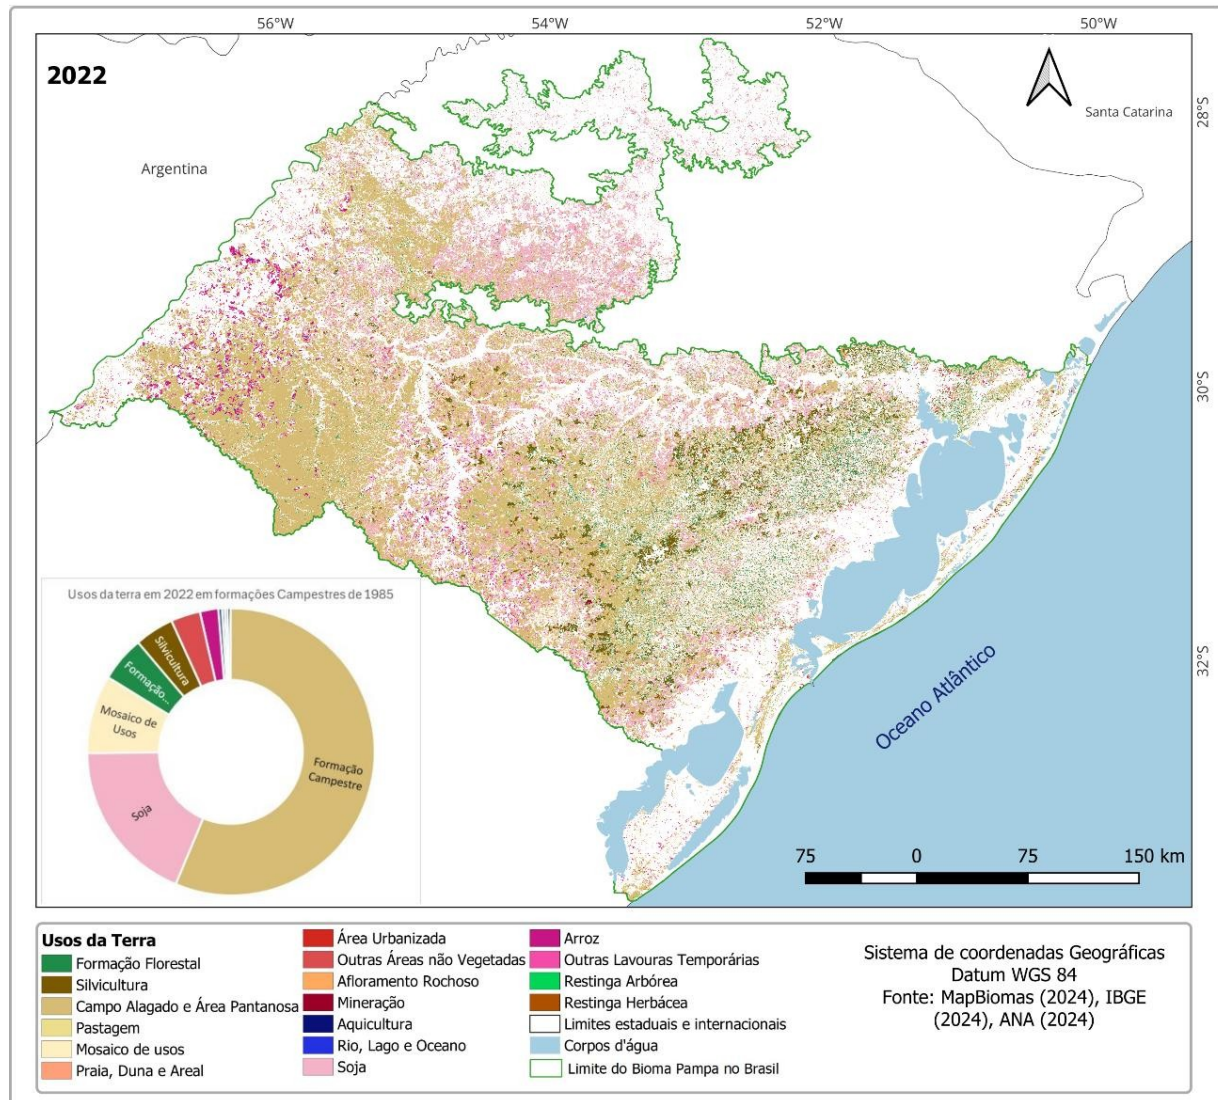 56°W
54°W
52°W
50°W
2022
Santa Catarina
28°S
Argentina
30°S
32°S
Oceano Atlântico
Usos da terra em 2022 em formações Campestres de 1985
Silvicultura
Formação...
Mosaico de
Usos
Soja
Formação
Campestre
75
0
75
150 km
Usos da Terra
Formação Florestal
Silvicultura
Campo Alagado e Área Pantanosa
Pastagem
Mosaico de usos
Praia, Duna e Areal
Área Urbanizada
Outras Áreas não Vegetadas
Afloramento Rochoso
Mineração
Aquicultura
Rio, Lago e Oceano
Soja
Arroz
Outras Lavouras Temporárias
Restinga Arbórea
Restinga Herbácea
Limites estaduais e internacionais
Corpos d'água
Limite do Bioma Pampa no Brasil
Sistema de coordenadas Geográficas
Datum WGS 84
Fonte: MapBiomas (2024), IBGE
(2024), ANA (2024)